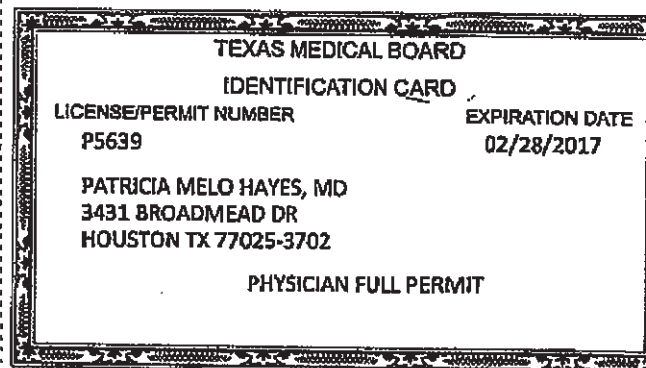 TEXAS MEDICAL BOARD
IDENTIFICATION CARD
LICENSE/PERMIT NUMBER EXPIRATION DATE
P5639 02/28/2017
PATRICIA MELO HAYES, MD
3431 BROADMEAD DR
HOUSTON TX 77025-3702
PHYSICIAN FULL PERMIT